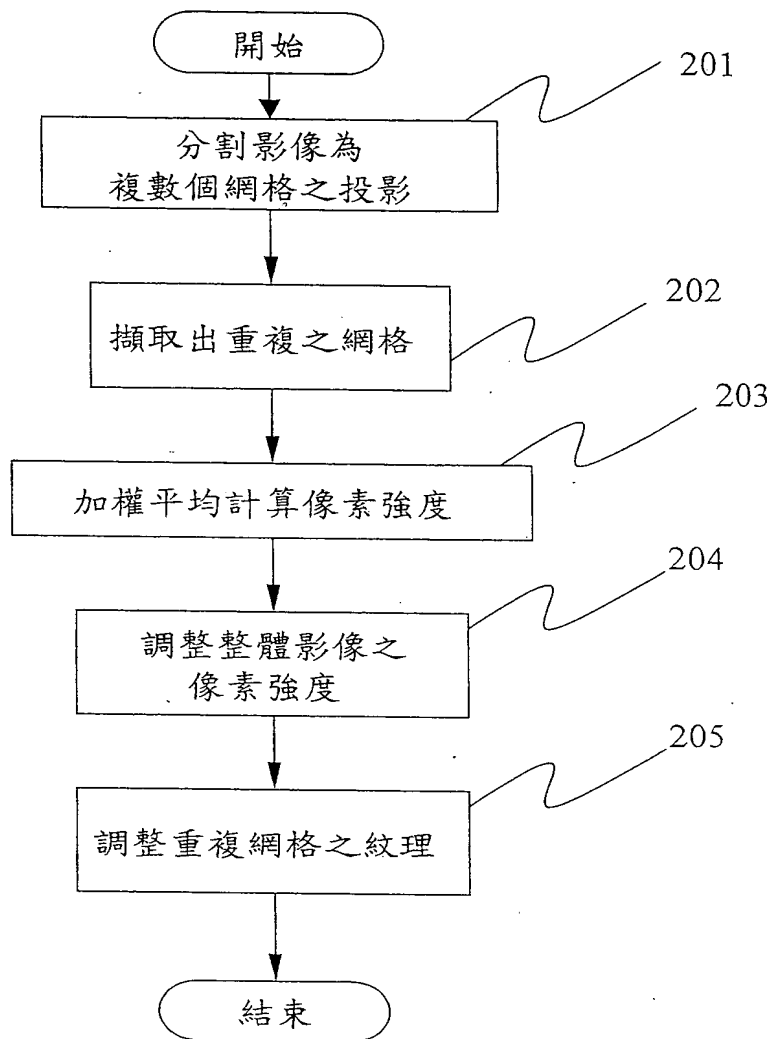 開始
201
分割影像為
複數個網格之投影
202
擷取出重複之網格
203
加權平均計算像素強度
204
調整整體影像之
像素強度
205
調整重複網格之紋理
結束